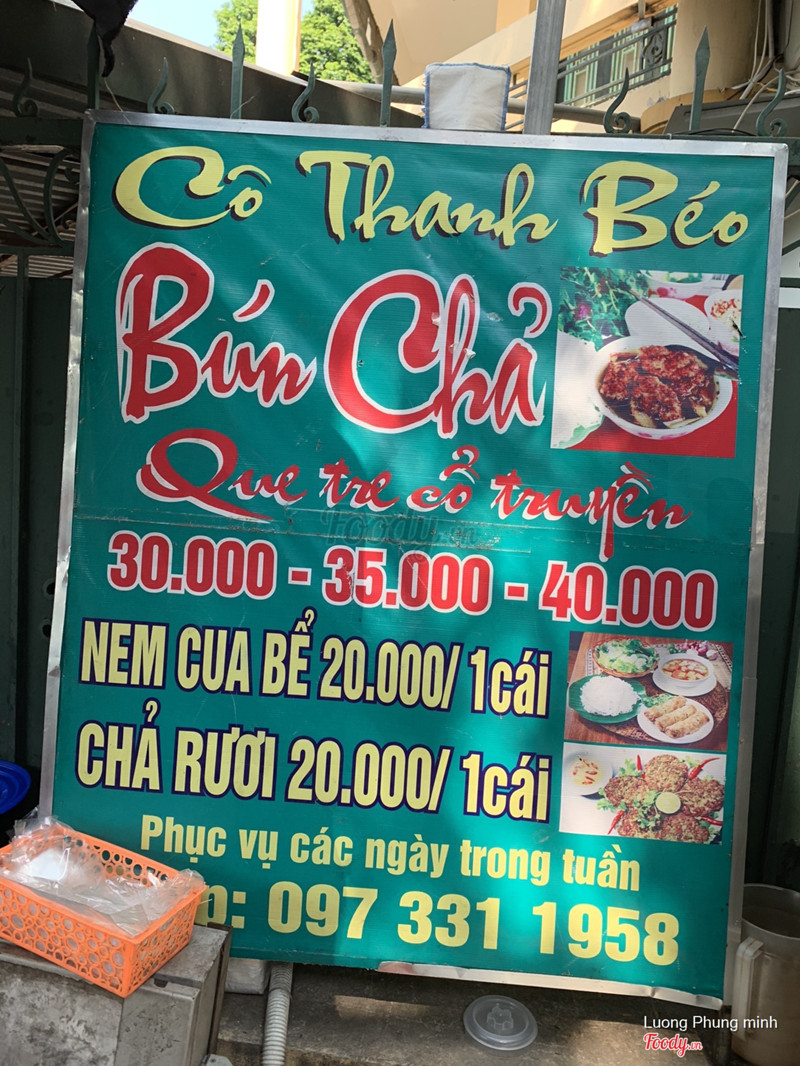 Cô Thanh Béo
Bún Chả
Que tre cổ truyền
30.000 - 35.000 - 40.000
NEM CUA BỂ 20.000/ 1cái
CHẢ RƯƠI 20.000/ 1cái
Phục vụ các ngày trong tuần
: 097 331 1958
Foody.vn
Luong Phung minh
Foody.vn